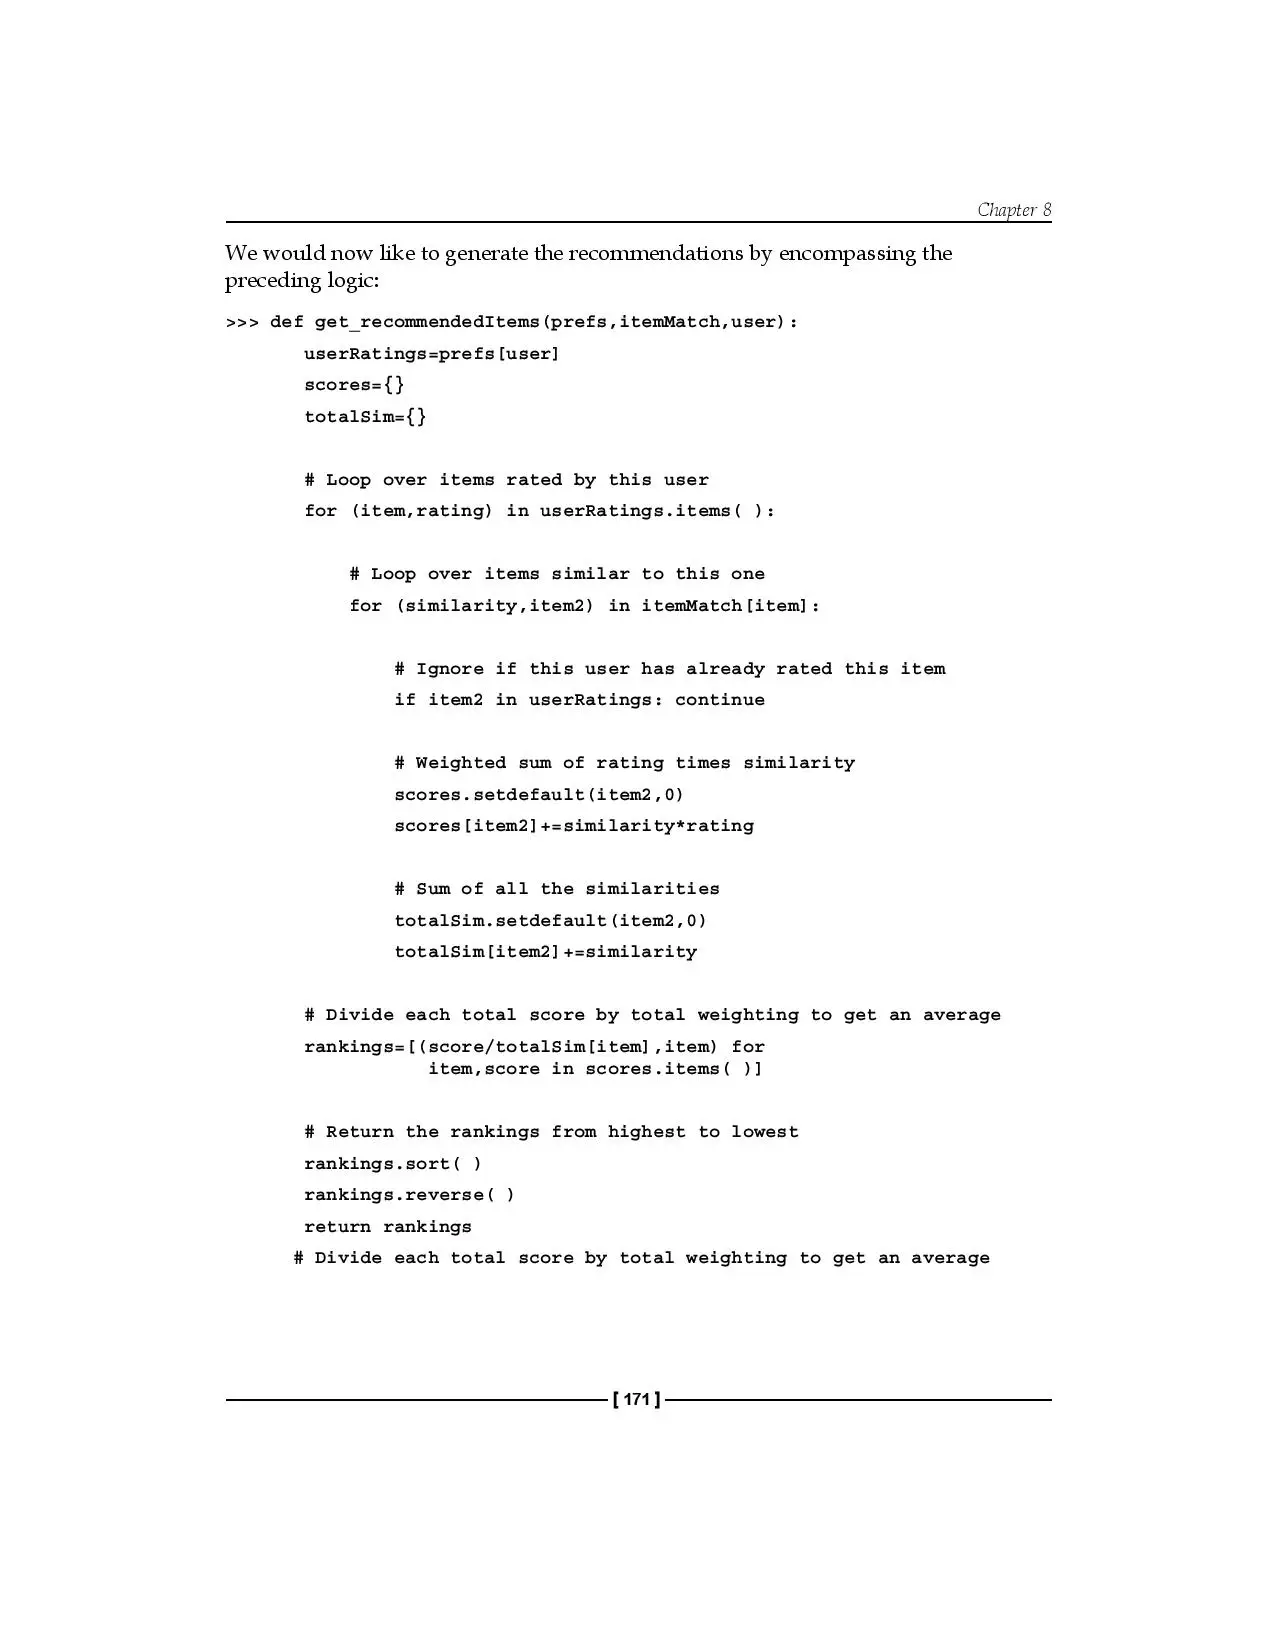 Chapter 8
We would now like to generate the recommendations by encompassing the
preceding logic:
>>> def get_recommendedItems(prefs,itemMatch,user):
userRatings=prefs[user]
scores={}
totalSim={}
# Loop over items rated by this user
for (item,rating) in userRatings.items( ):
# Loop over items similar to this one
for (similarity,item2) in itemMatch[item]:
# Ignore if this user has already rated this item
if item2 in userRatings: continue
# Weighted sum of rating times similarity
scores.setdefault(item2,0)
scores[item2]+=similarity*rating
# Sum of all the similarities
totalSim.setdefault(item2,0)
totalSim[item2]+=similarity
# Divide each total score by total weighting to get an average
rankings=[(score/totalSim[item],item) for
item,score in scores.items( )]
# Return the rankings from highest to lowest
rankings.sort( )
rankings.reverse( )
return rankings
# Divide each total score by total weighting to get an average
[ 171 ]